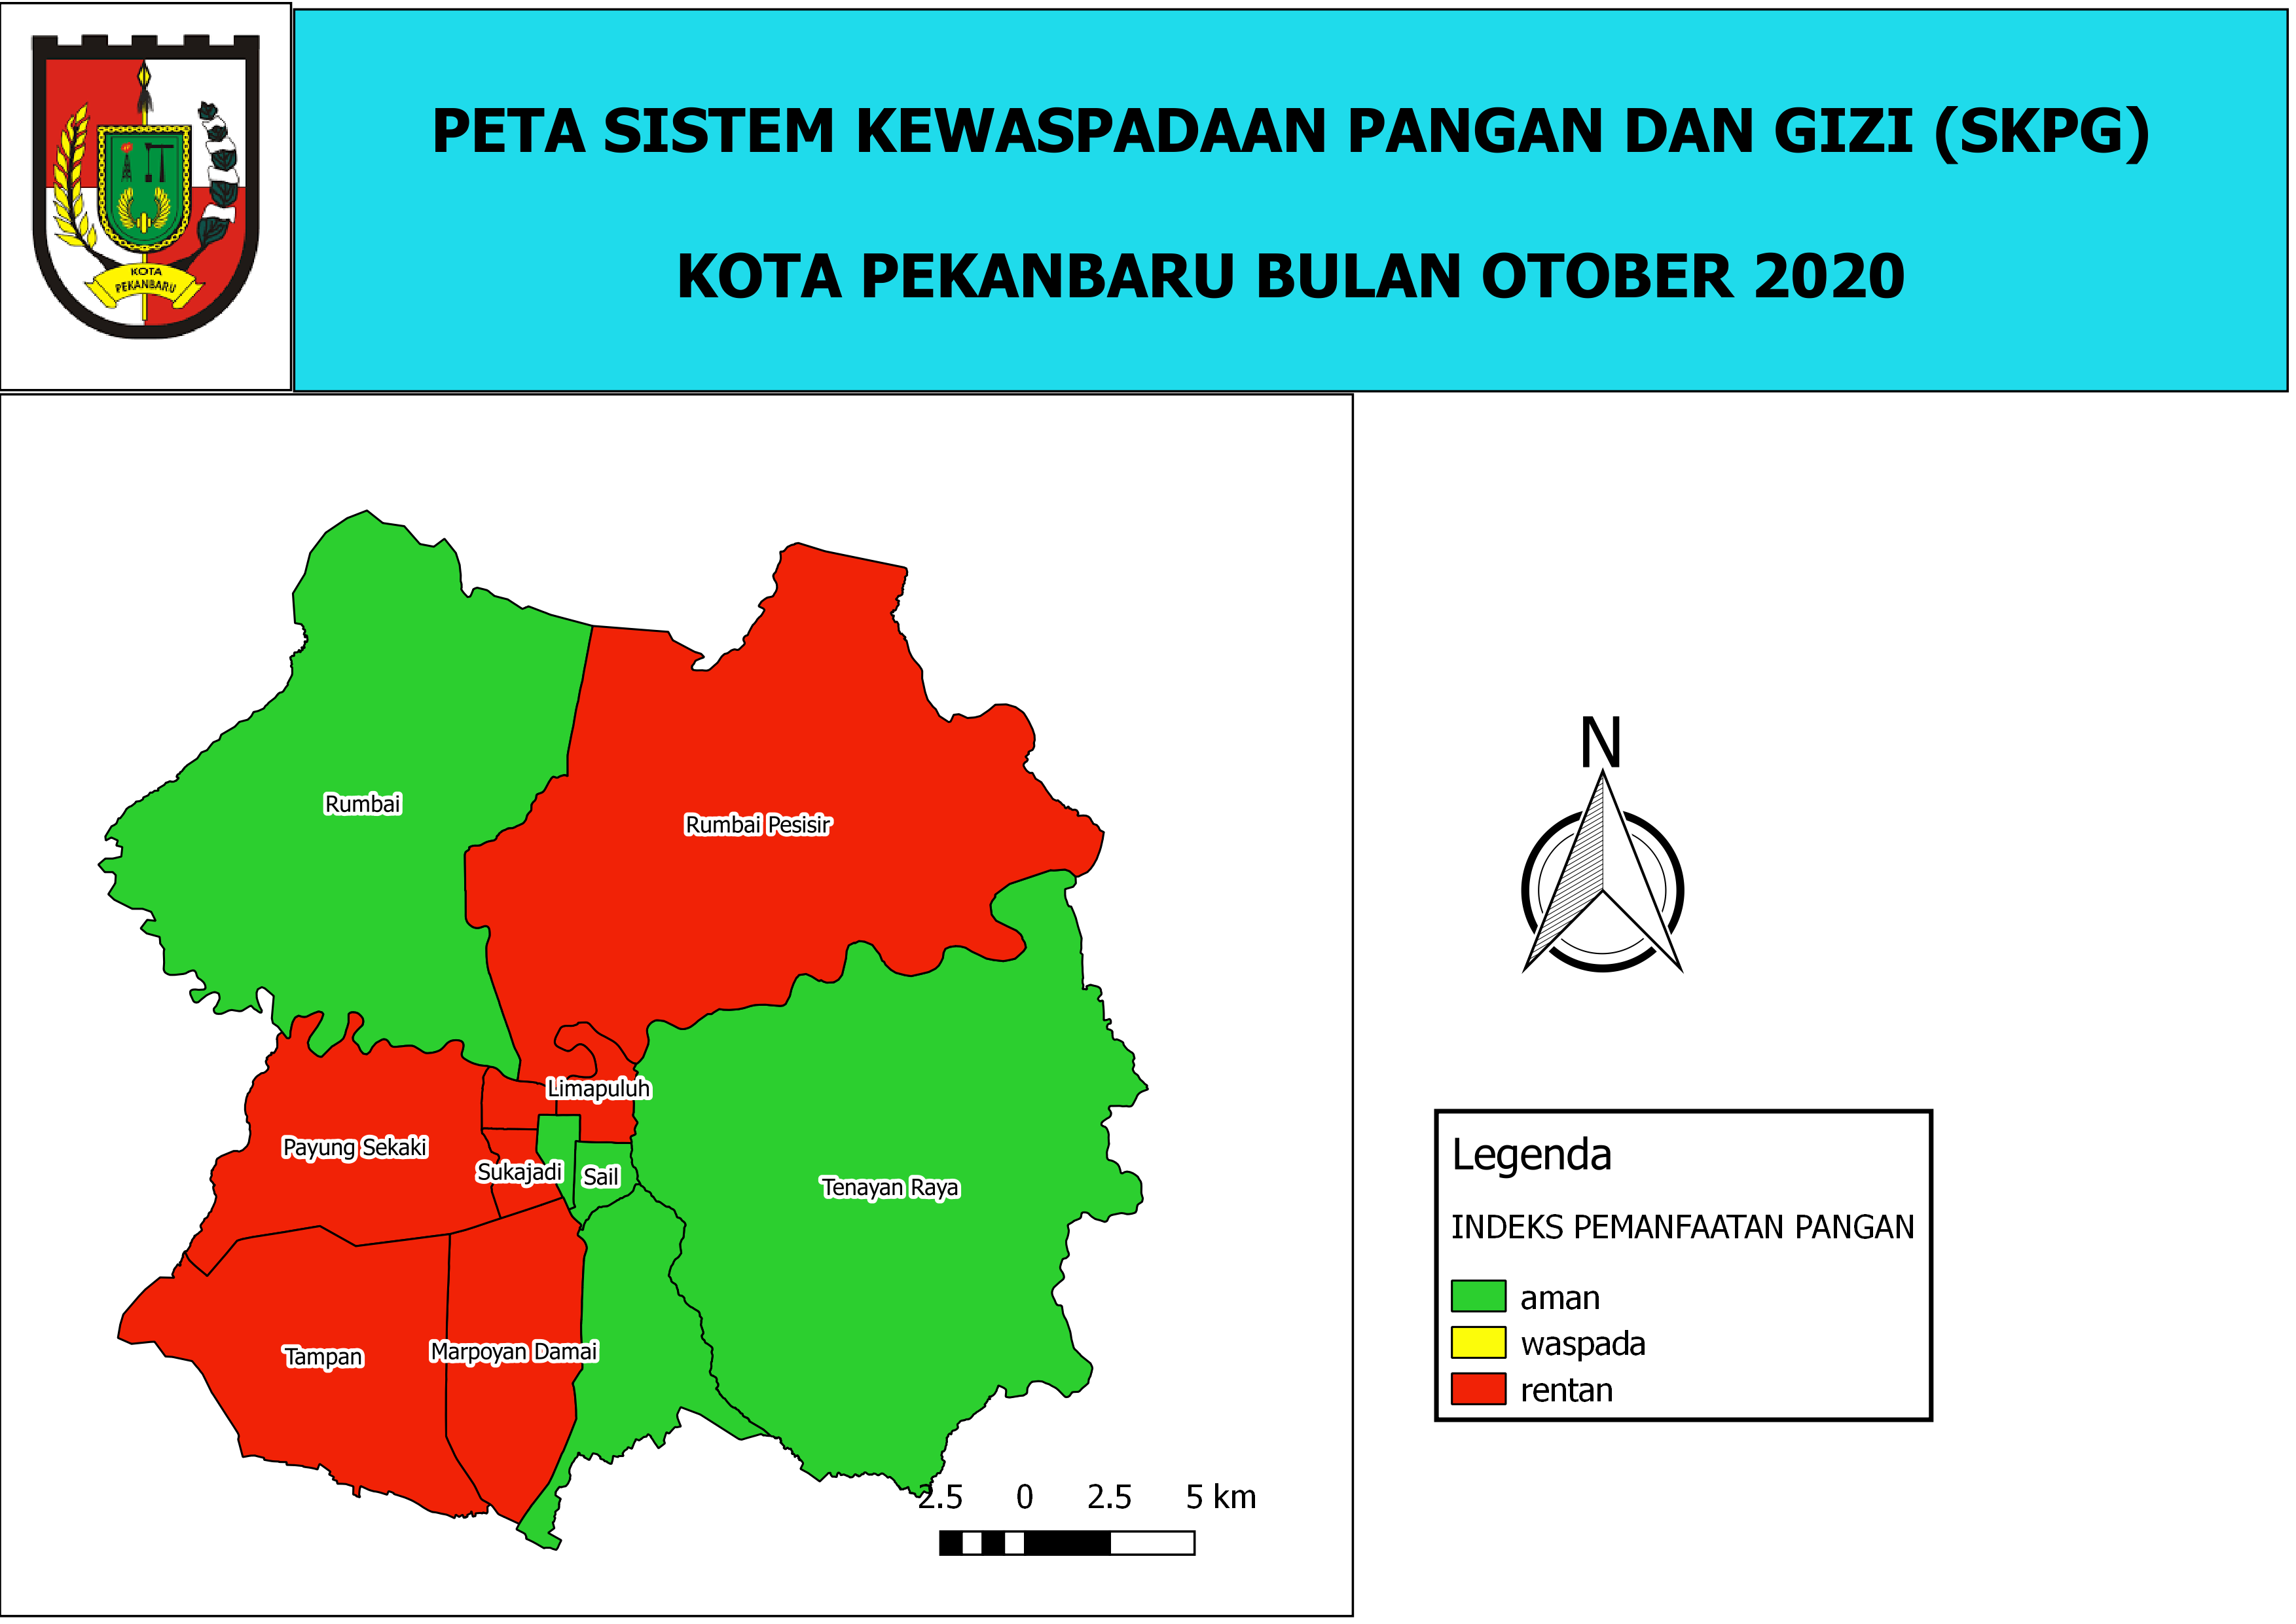 KOTA
PEKANBARU
PETA SISTEM KEWASPADAAN PANGAN DAN GIZI (SKPG)
KOTA PEKANBARU BULAN OTOBER 2020
Rumbai
Rumbai Pesisir
Limapuluh
Payung Sekaki
Sukajadi
Sail
Tenayan Raya
Tampan
Marpoyan Damai
2.5 0 2.5 5 km
N
Legenda
INDEKS PEMANFAATAN PANGAN
aman
waspada
rentan